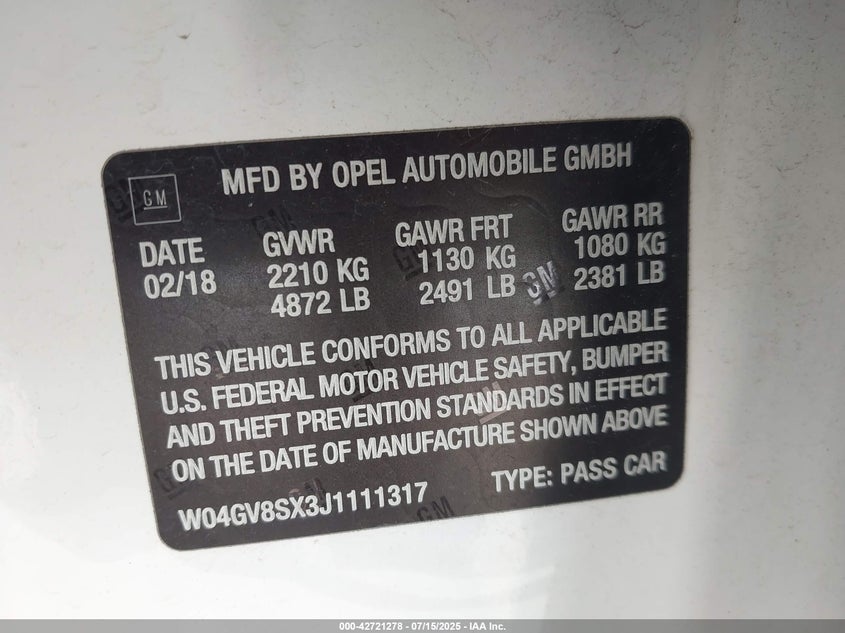 GM
MFD BY OPEL AUTOMOBILE GMBH
DATE GVWR GAWR FRT GAWR RR
02/18 2210 KG 1130 KG 1080 KG
4872 LB 2491 LB 2381 LB
THIS VEHICLE CONFORMS TO ALL APPLICABLE
U.S. FEDERAL MOTOR VEHICLE SAFETY, BUMPER
AND THEFT PREVENTION STANDARDS IN EFFECT
ON THE DATE OF MANUFACTURE SHOWN ABOVE
W04GV8SX3J1111317 TYPE: PASS CAR
000-42721278 - 07/15/2025 - IAA Inc.